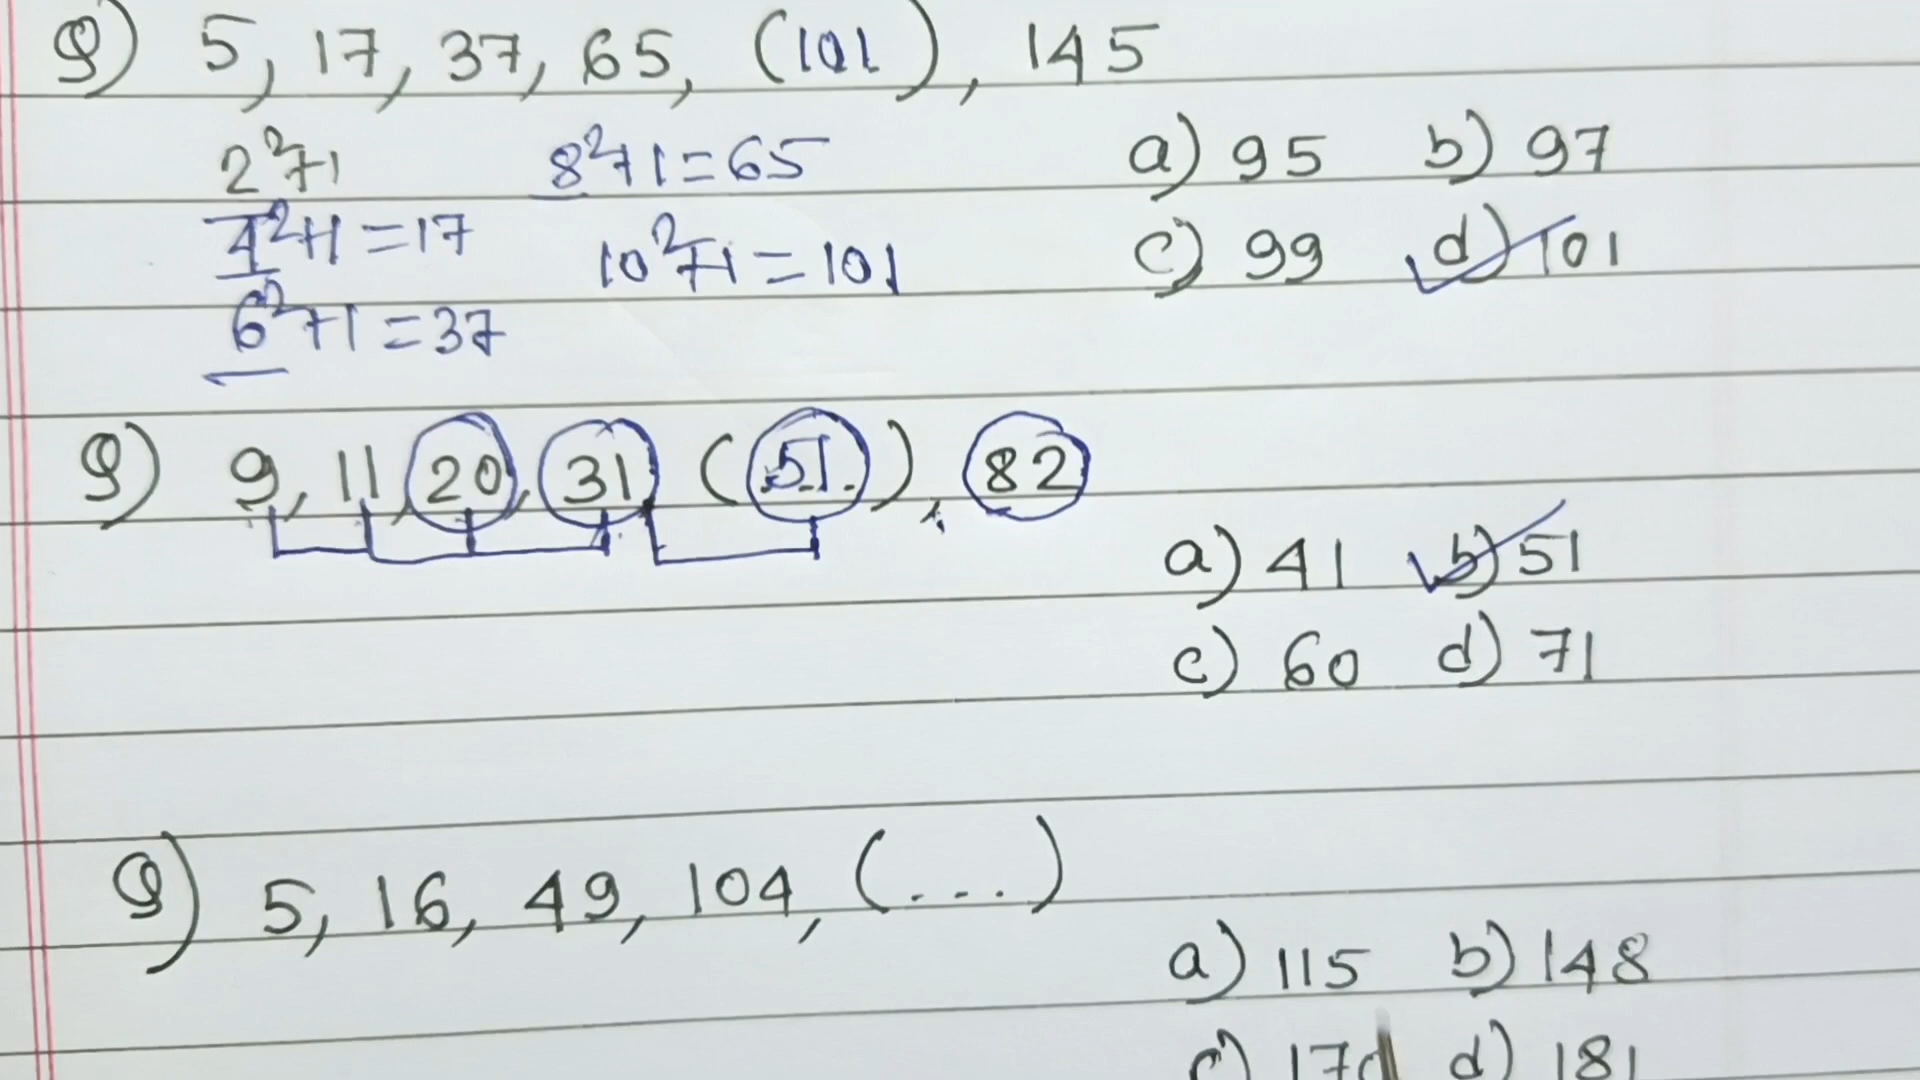 Q) 5, 17, 37, 65, (101), 145
2²+1 8²+1=65 a) 95 b) 97
4²+1=17 10²+1=101 c) 99 d) 101
6²+1=37
Q) 9, 11, 20, 31, (51), 82
a) 41 b) 51
c) 60 d) 71
Q) 5, 16, 49, 104, (...)
a) 115 b) 148
c) d) 181